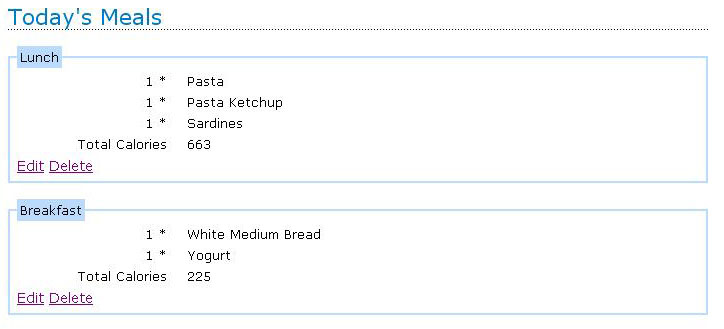 Today's Meals
Lunch
1 * Pasta
1 * Pasta Ketchup
1 * Sardines
Total Calories 663
Edit Delete
Breakfast
1 * White Medium Bread
1 * Yogurt
Total Calories 225
Edit Delete